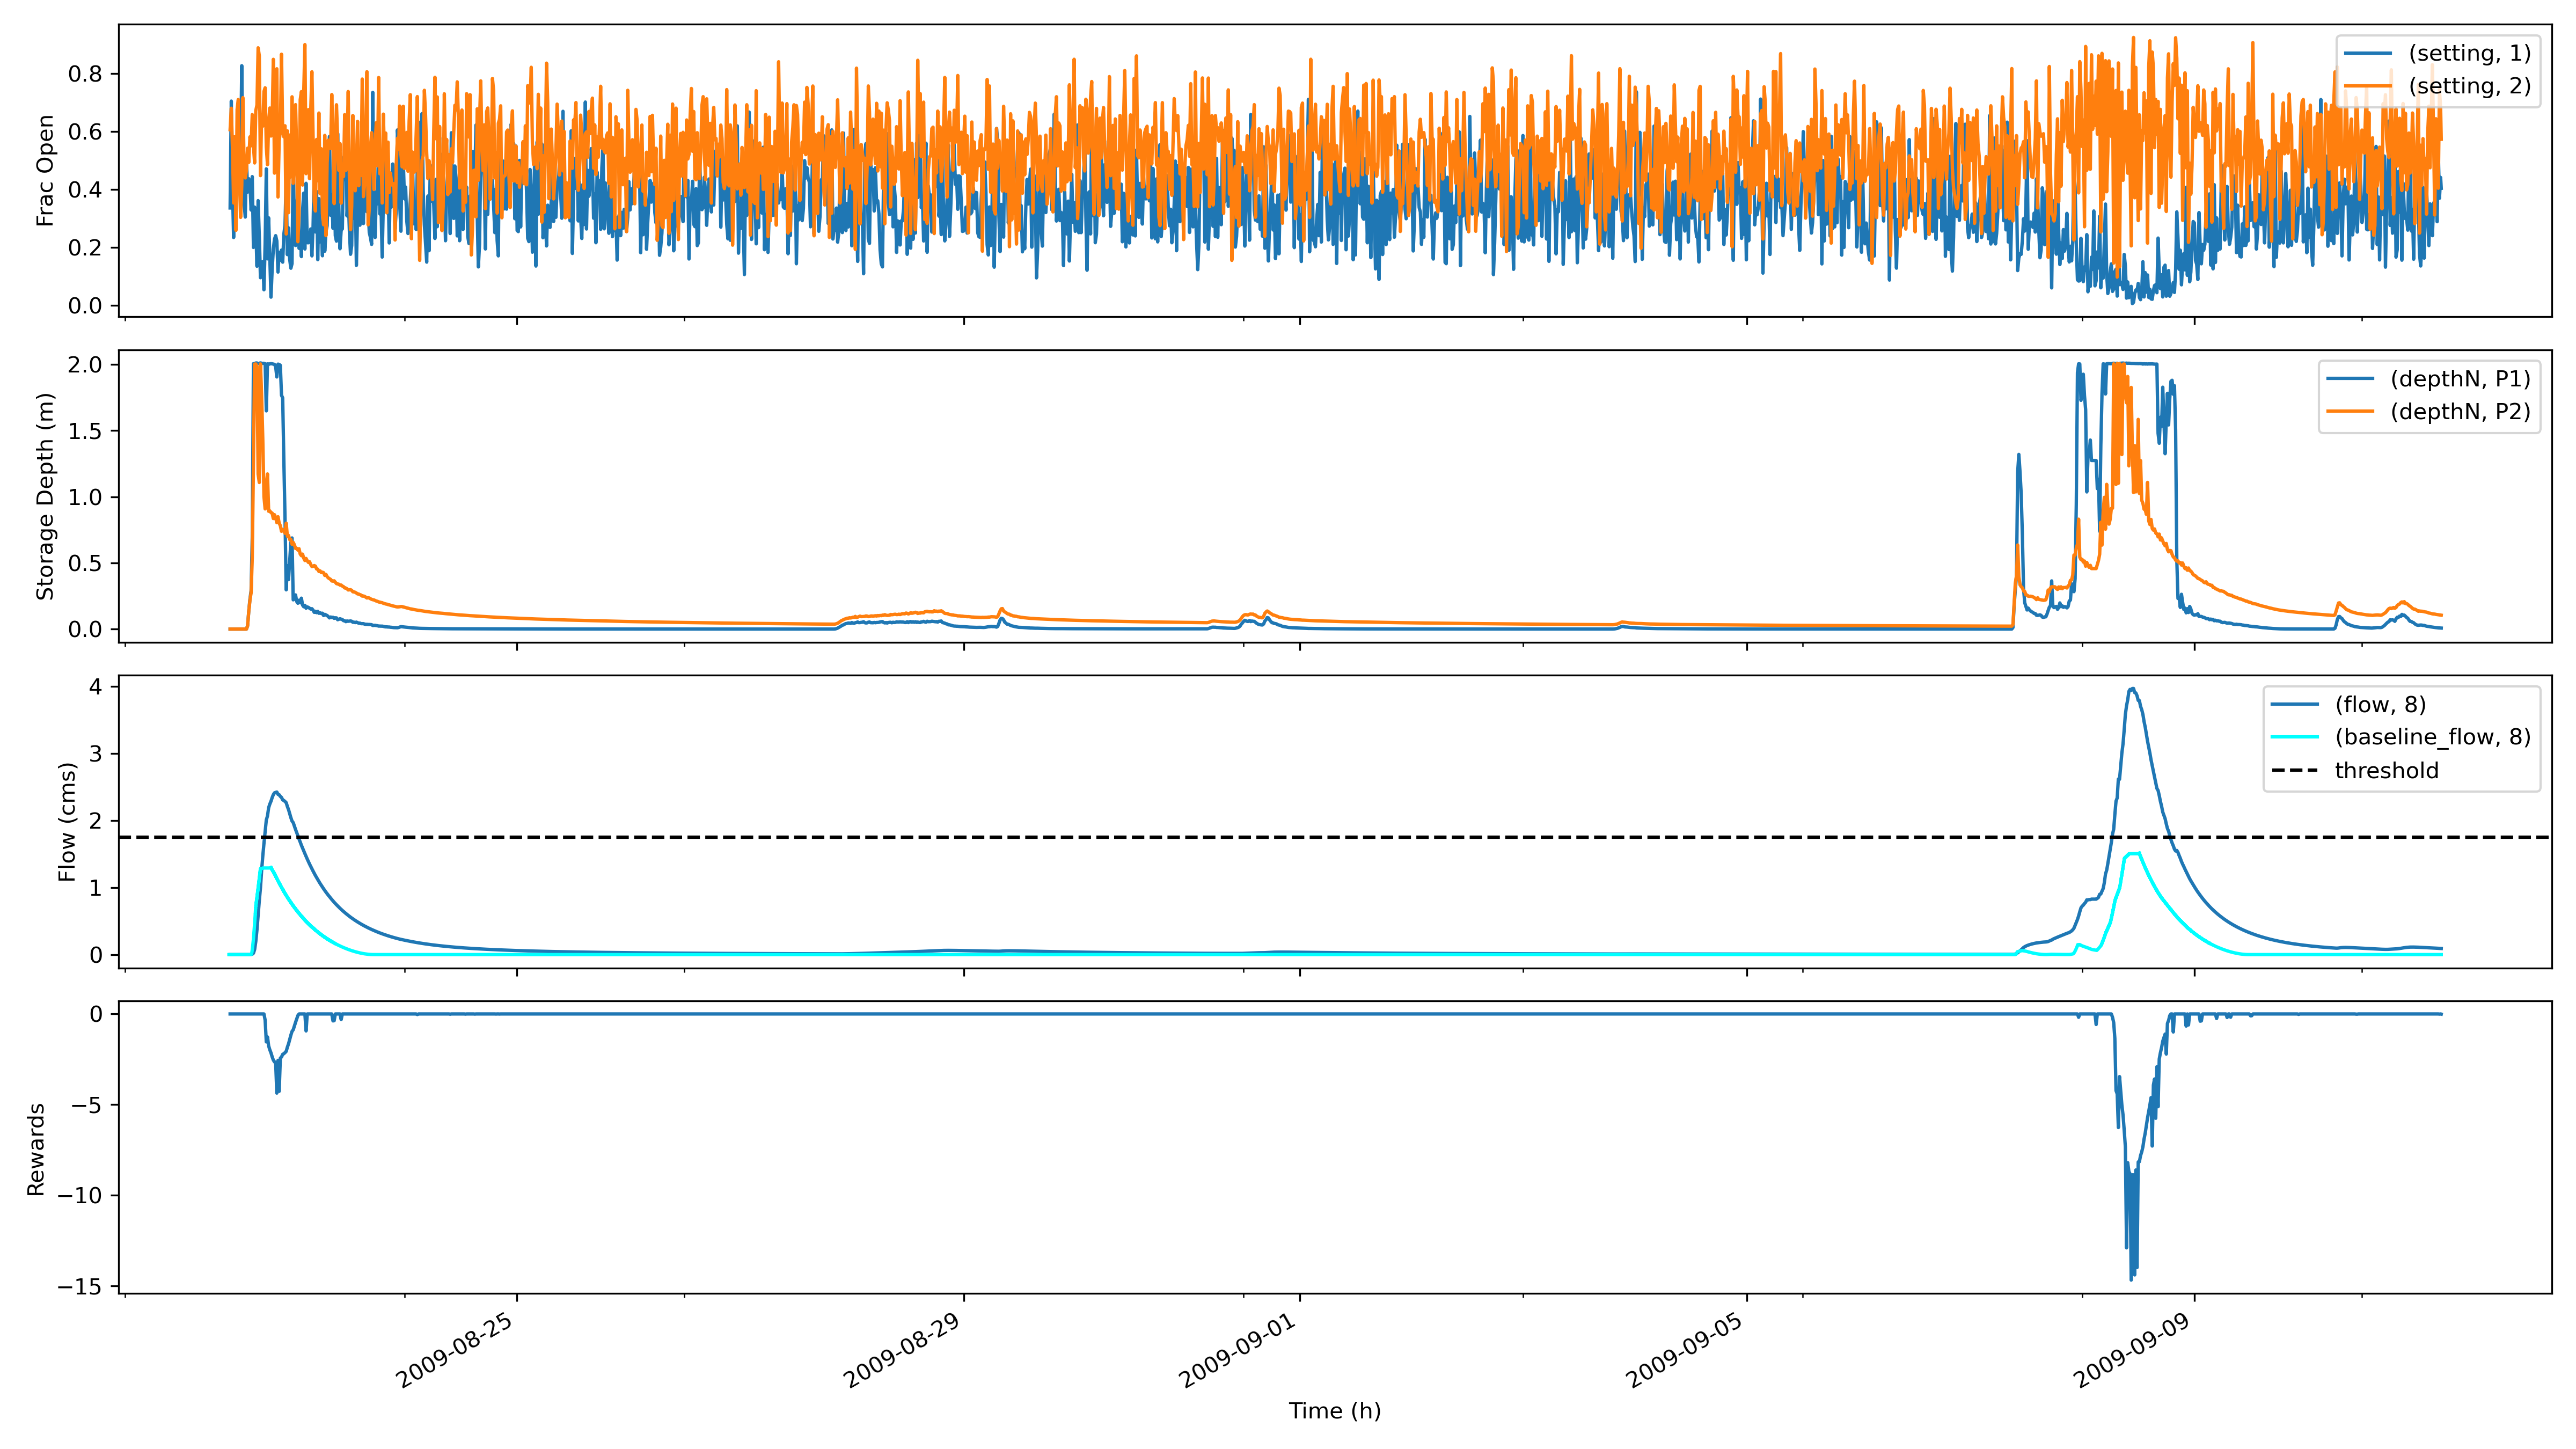 Frac Open
0.8
0.6
0.4
0.2
0.0
(setting, 1)
(setting, 2)
Storage Depth (m)
2.0
1.5
1.0
0.5
0.0
(depthN, P1)
(depthN, P2)
Flow (cms)
4
3
2
1
0
(flow, 8)
(baseline_flow, 8)
threshold
Rewards
0
−5
−10
−15
2009-08-25
2009-08-29
2009-09-01
2009-09-05
2009-09-09
Time (h)